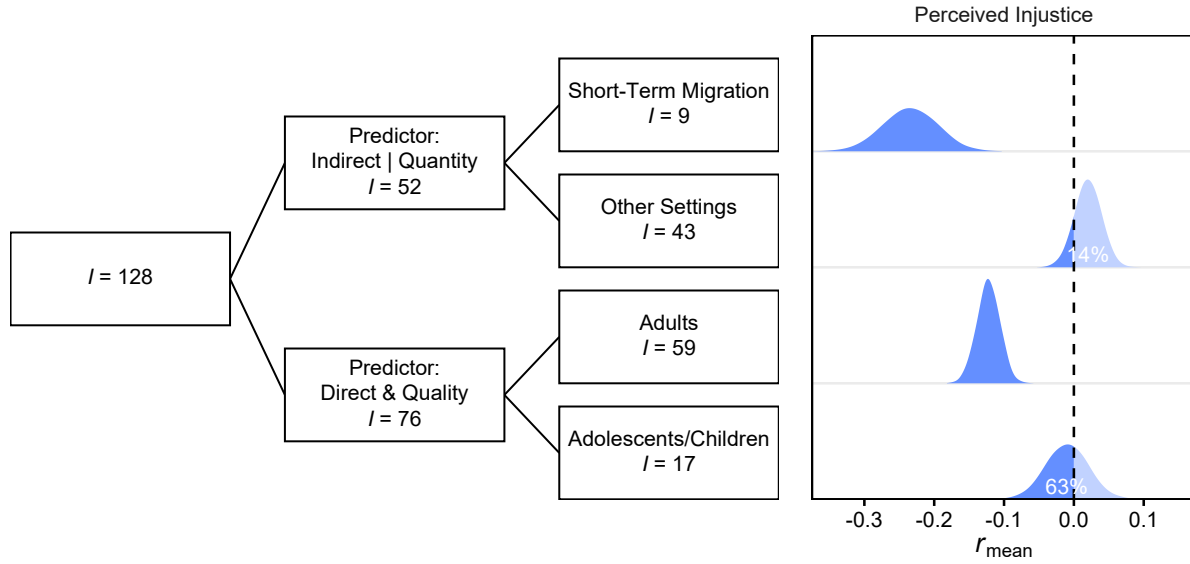 Perceived Injustice
Short-Term Migration
I = 9
Predictor:
Indirect | Quantity
I = 52
Other Settings
I = 43
14%
I = 128
Adults
I = 59
Predictor:
Direct & Quality
I = 76
Adolescents/Children
I = 17
63%
-0.3 -0.2 -0.1 0.0 0.1
r mean